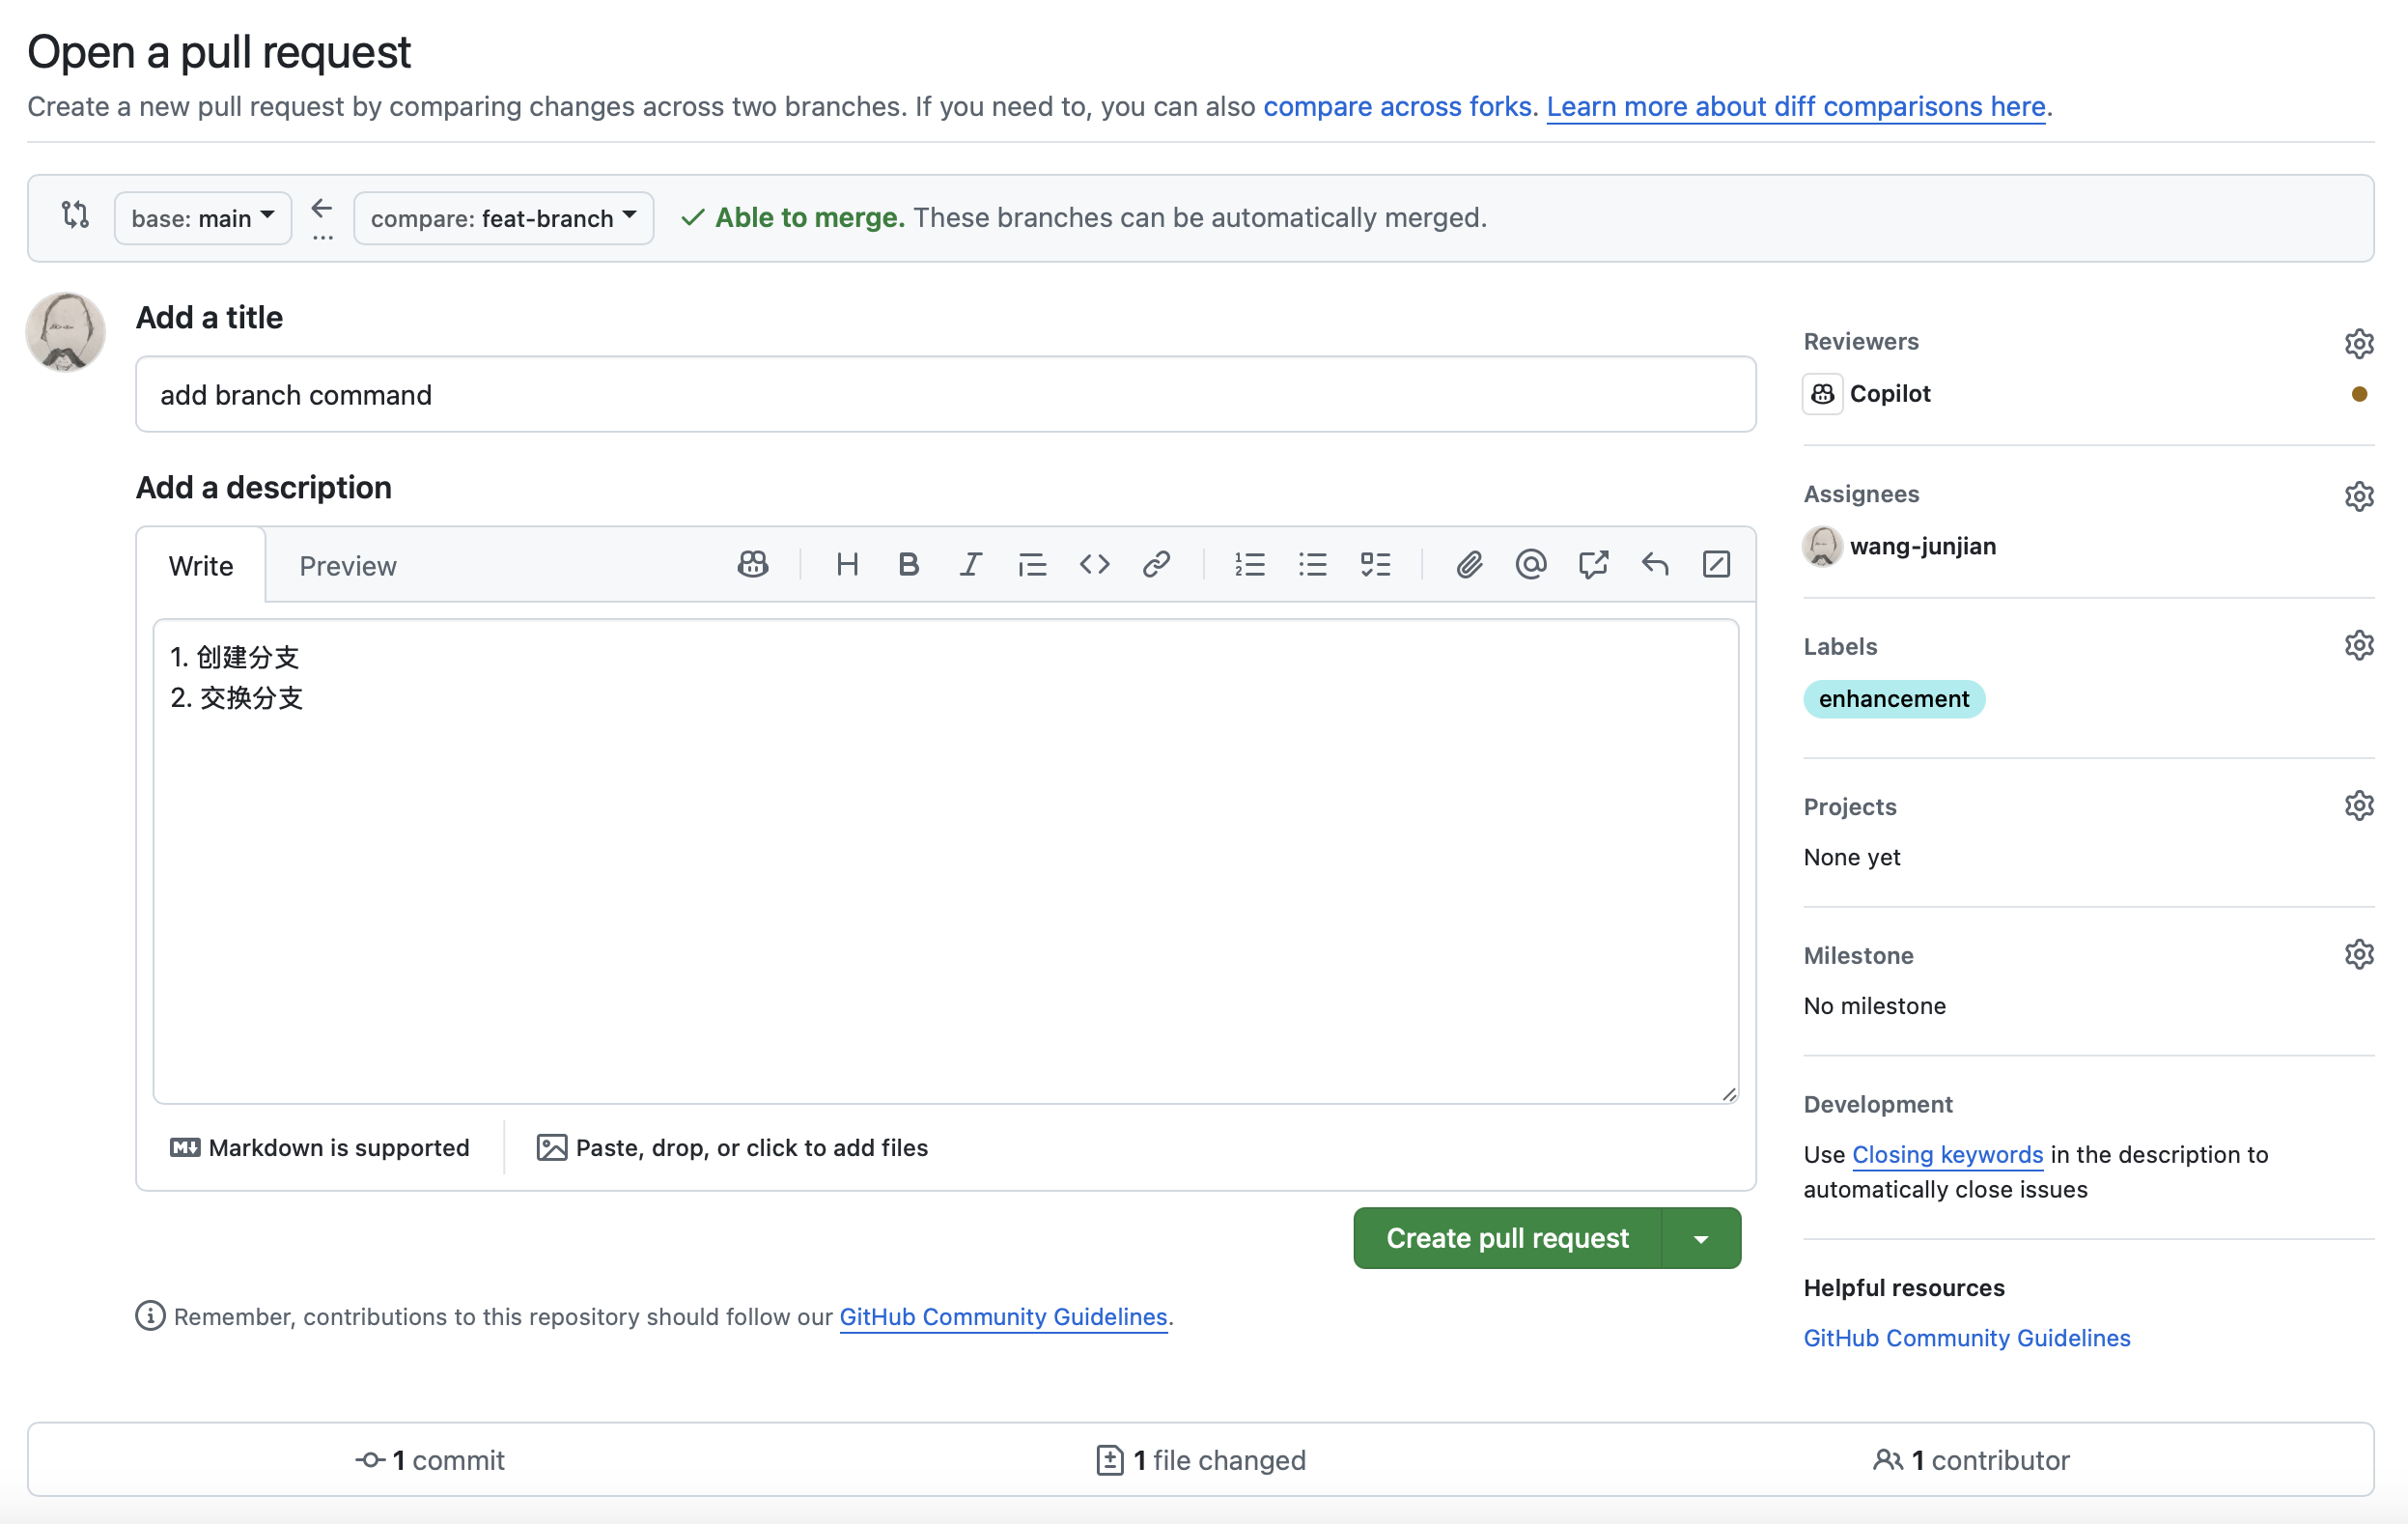 Open a pull request
Create a new pull request by comparing changes across two branches. If you need to, you can also compare across forks. Learn more about diff comparisons here.
base: main
...
compare: feat-branch
Able to merge. These branches can be automatically merged.
Add a title
add branch command
Add a description
Write
Preview
1. 创建分支
2. 交换分支
Markdown is supported
Paste, drop, or click to add files
Create pull request
Remember, contributions to this repository should follow our GitHub Community Guidelines.
Reviewers
Copilot
Assignees
wang-junjian
Labels
enhancement
Projects
None yet
Milestone
No milestone
Development
Use Closing keywords in the description to
automatically close issues
Helpful resources
GitHub Community Guidelines
1 commit
1 file changed
1 contributor